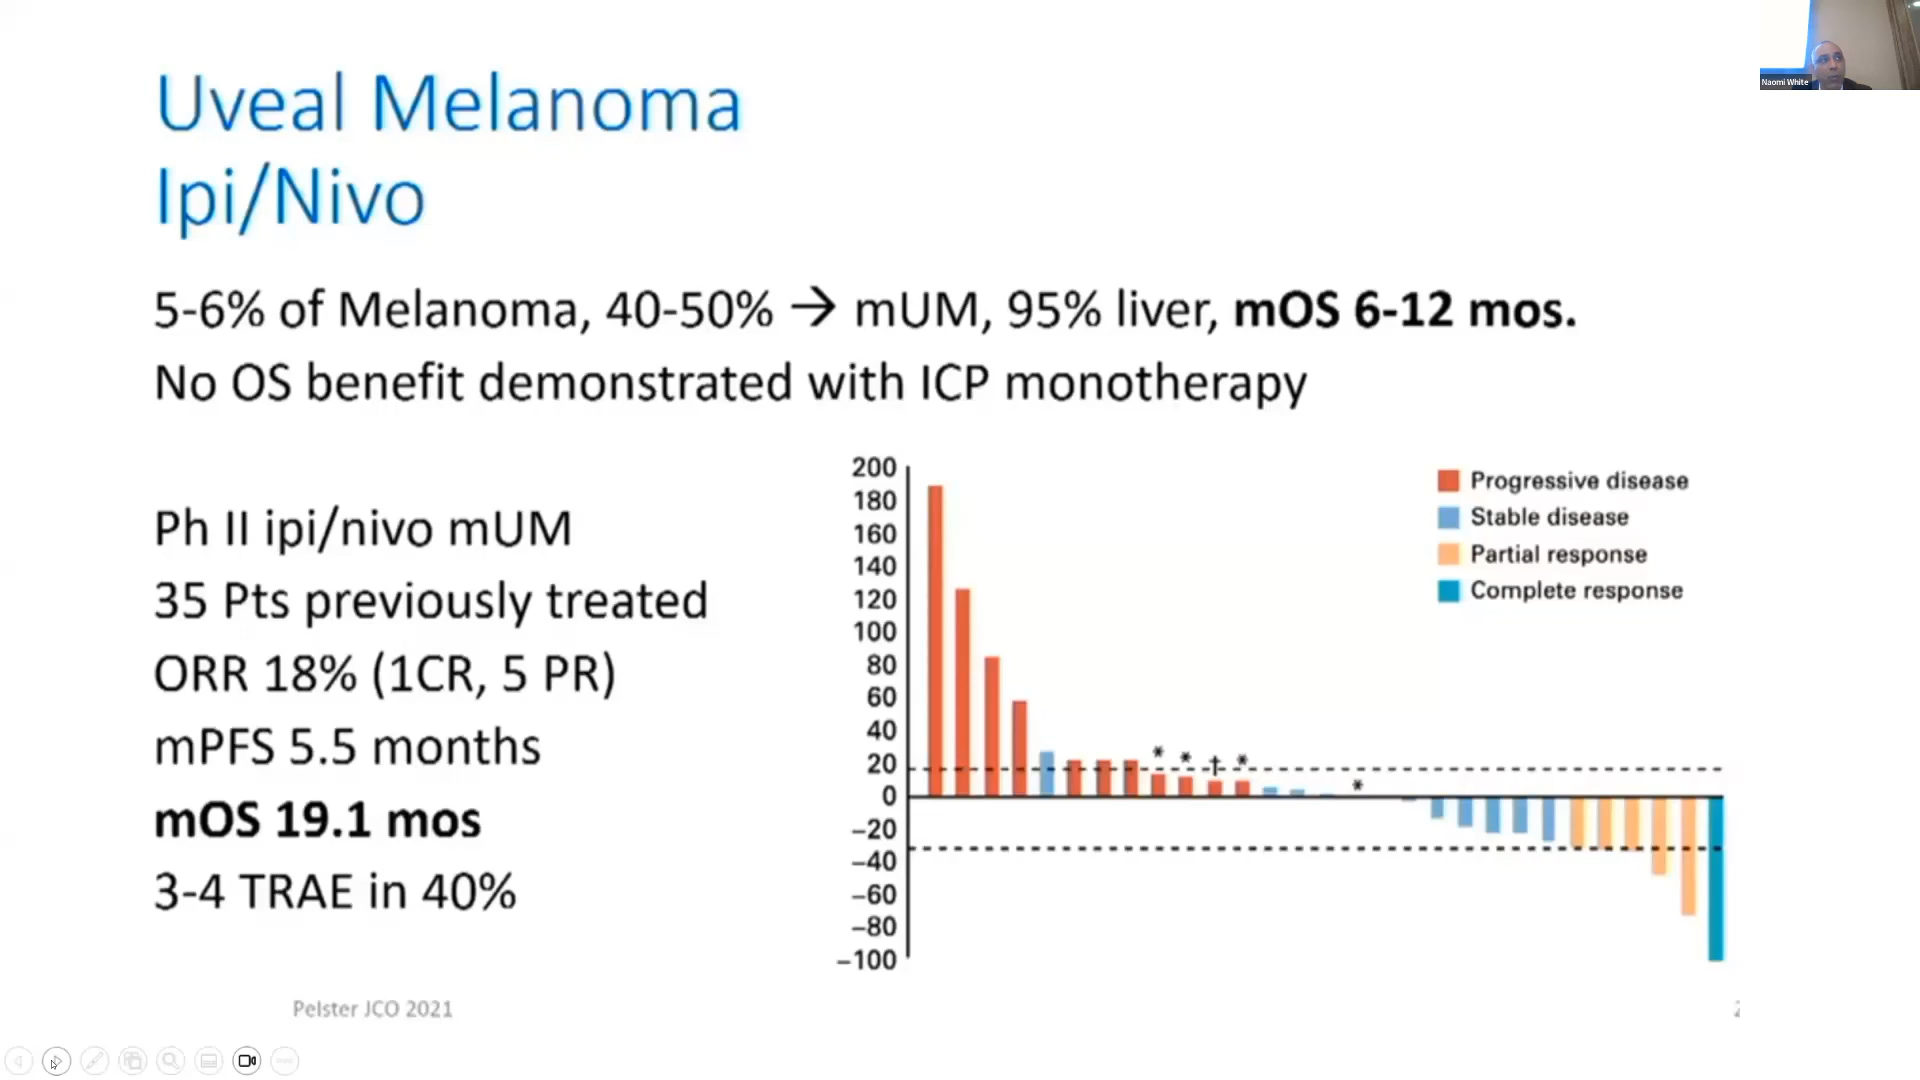 Uveal Melanoma
Ipi/Nivo
5-6% of Melanoma, 40-50% → mUM, 95% liver, mOS 6-12 mos.
No OS benefit demonstrated with ICP monotherapy
Ph II ipi/nivo mUM
35 Pts previously treated
ORR 18% (1CR, 5 PR)
mPFS 5.5 months
mOS 19.1 mos
3-4 TRAE in 40%
200
180
160
140
120
100
80
60
40
20
0
−20
−40
−60
−80
−100
* * † *
*
Progressive disease
Stable disease
Partial response
Complete response
Pelster JCO 2021
Naomi White